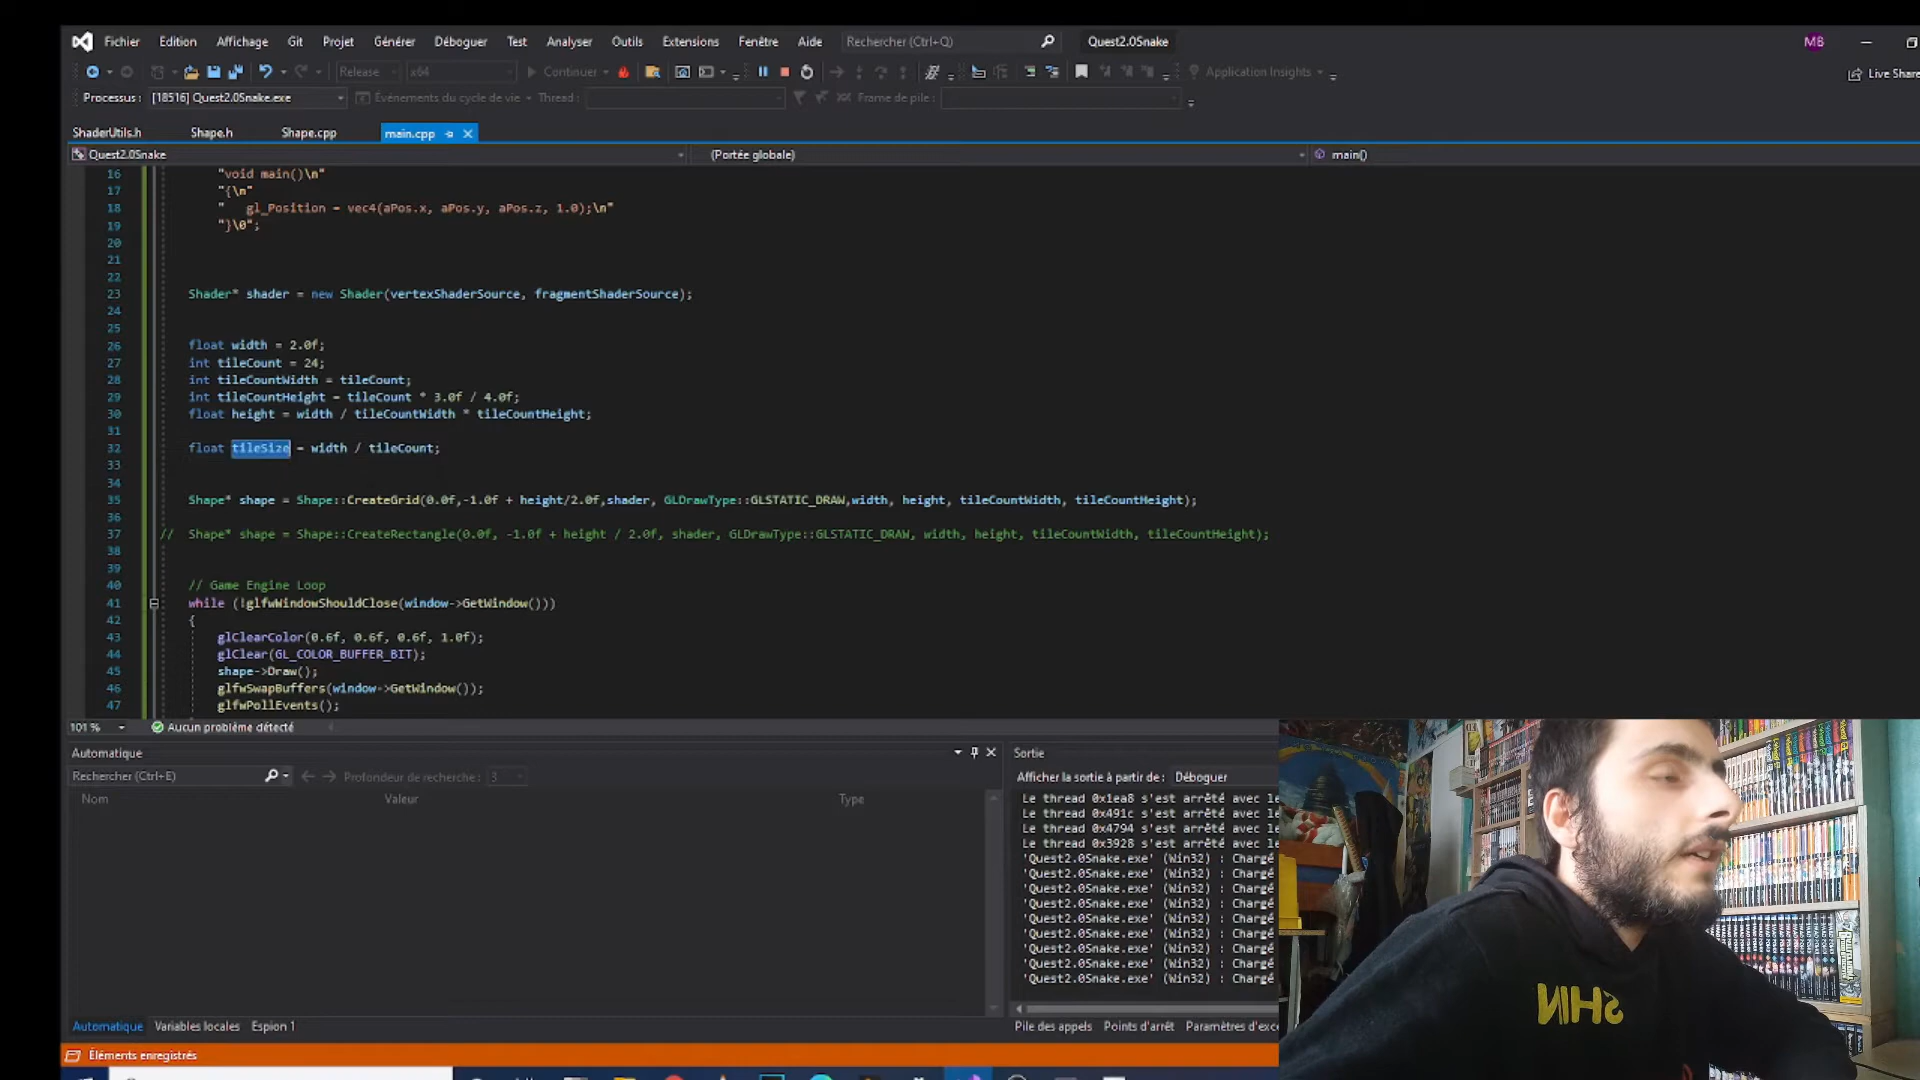 Fichier Edition Affichage Git Projet Générer Déboguer Test Analyser Outils Extensions Fenêtre Aide Rechercher (Ctrl+Q) Quest2.0Snake MB
Release x64 Continuer Application Insights Live Share
Processus : [18516] Quest2.0Snake.exe Événements du cycle de vie Thread : Frame de pile :
ShaderUtils.h Shape.h Shape.cpp main.cpp
Quest2.0Snake (Portée globale) main()
16 "void main()\n"
17 "{\n"
18 " gl_Position = vec4(aPos.x, aPos.y, aPos.z, 1.0);\n"
19 "}\0";
20
21
22
23 Shader* shader = new Shader(vertexShaderSource, fragmentShaderSource);
24
25
26 float width = 2.0f;
27 int tileCount = 24;
28 int tileCountWidth = tileCount;
29 int tileCountHeight = tileCount * 3.0f / 4.0f;
30 float height = width / tileCountWidth * tileCountHeight;
31
32 float tileSize = width / tileCount;
33
34
35 Shape* shape = Shape::CreateGrid(0.0f,-1.0f + height/2.0f,shader, GLDrawType::GLSTATIC_DRAW,width, height, tileCountWidth, tileCountHeight);
36
37 // Shape* shape = Shape::CreateRectangle(0.0f, -1.0f + height / 2.0f, shader, GLDrawType::GLSTATIC_DRAW, width, height, tileCountWidth, tileCountHeight);
38
39
40 // Game Engine Loop
41 while (!glfwWindowShouldClose(window->GetWindow()))
42 {
43 glClearColor(0.6f, 0.6f, 0.6f, 1.0f);
44 glClear(GL_COLOR_BUFFER_BIT);
45 shape->Draw();
46 glfwSwapBuffers(window->GetWindow());
47 glfwPollEvents();
101 % Aucun problème détecté
Automatique
Rechercher (Ctrl+E) Profondeur de recherche : 3
Nom Valeur Type
Sortie
Afficher la sortie à partir de : Déboguer
Le thread 0x1ea8 s'est arrêté avec le
Le thread 0x491c s'est arrêté avec le
Le thread 0x4794 s'est arrêté avec le
Le thread 0x3928 s'est arrêté avec le
'Quest2.0Snake.exe' (Win32) : Chargé
'Quest2.0Snake.exe' (Win32) : Chargé
'Quest2.0Snake.exe' (Win32) : Chargé
'Quest2.0Snake.exe' (Win32) : Chargé
'Quest2.0Snake.exe' (Win32) : Chargé
'Quest2.0Snake.exe' (Win32) : Chargé
'Quest2.0Snake.exe' (Win32) : Chargé
'Quest2.0Snake.exe' (Win32) : Chargé
'Quest2.0Snake.exe' (Win32) : Chargé
Automatique Variables locales Espion 1
Pile des appels Points d'arrêt Paramètres d'exce
Éléments enregistrés
SHIN